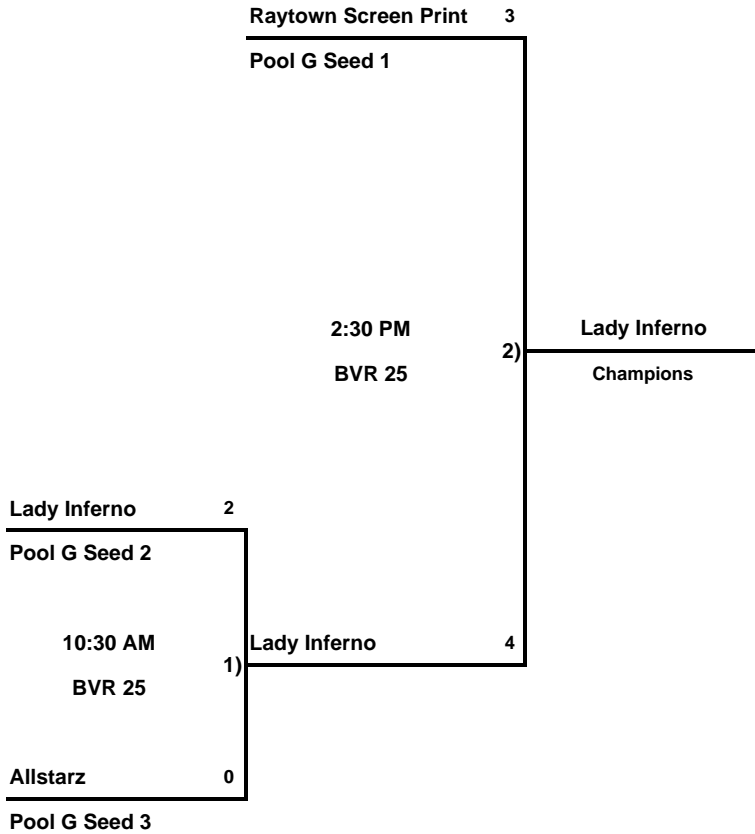 Raytown Screen Print 3
Pool G Seed 1
2:30 PM
BVR 25
2)
Lady Inferno
Champions
Lady Inferno 2
Pool G Seed 2
10:30 AM
BVR 25
1)
Lady Inferno 4
Allstarz 0
Pool G Seed 3